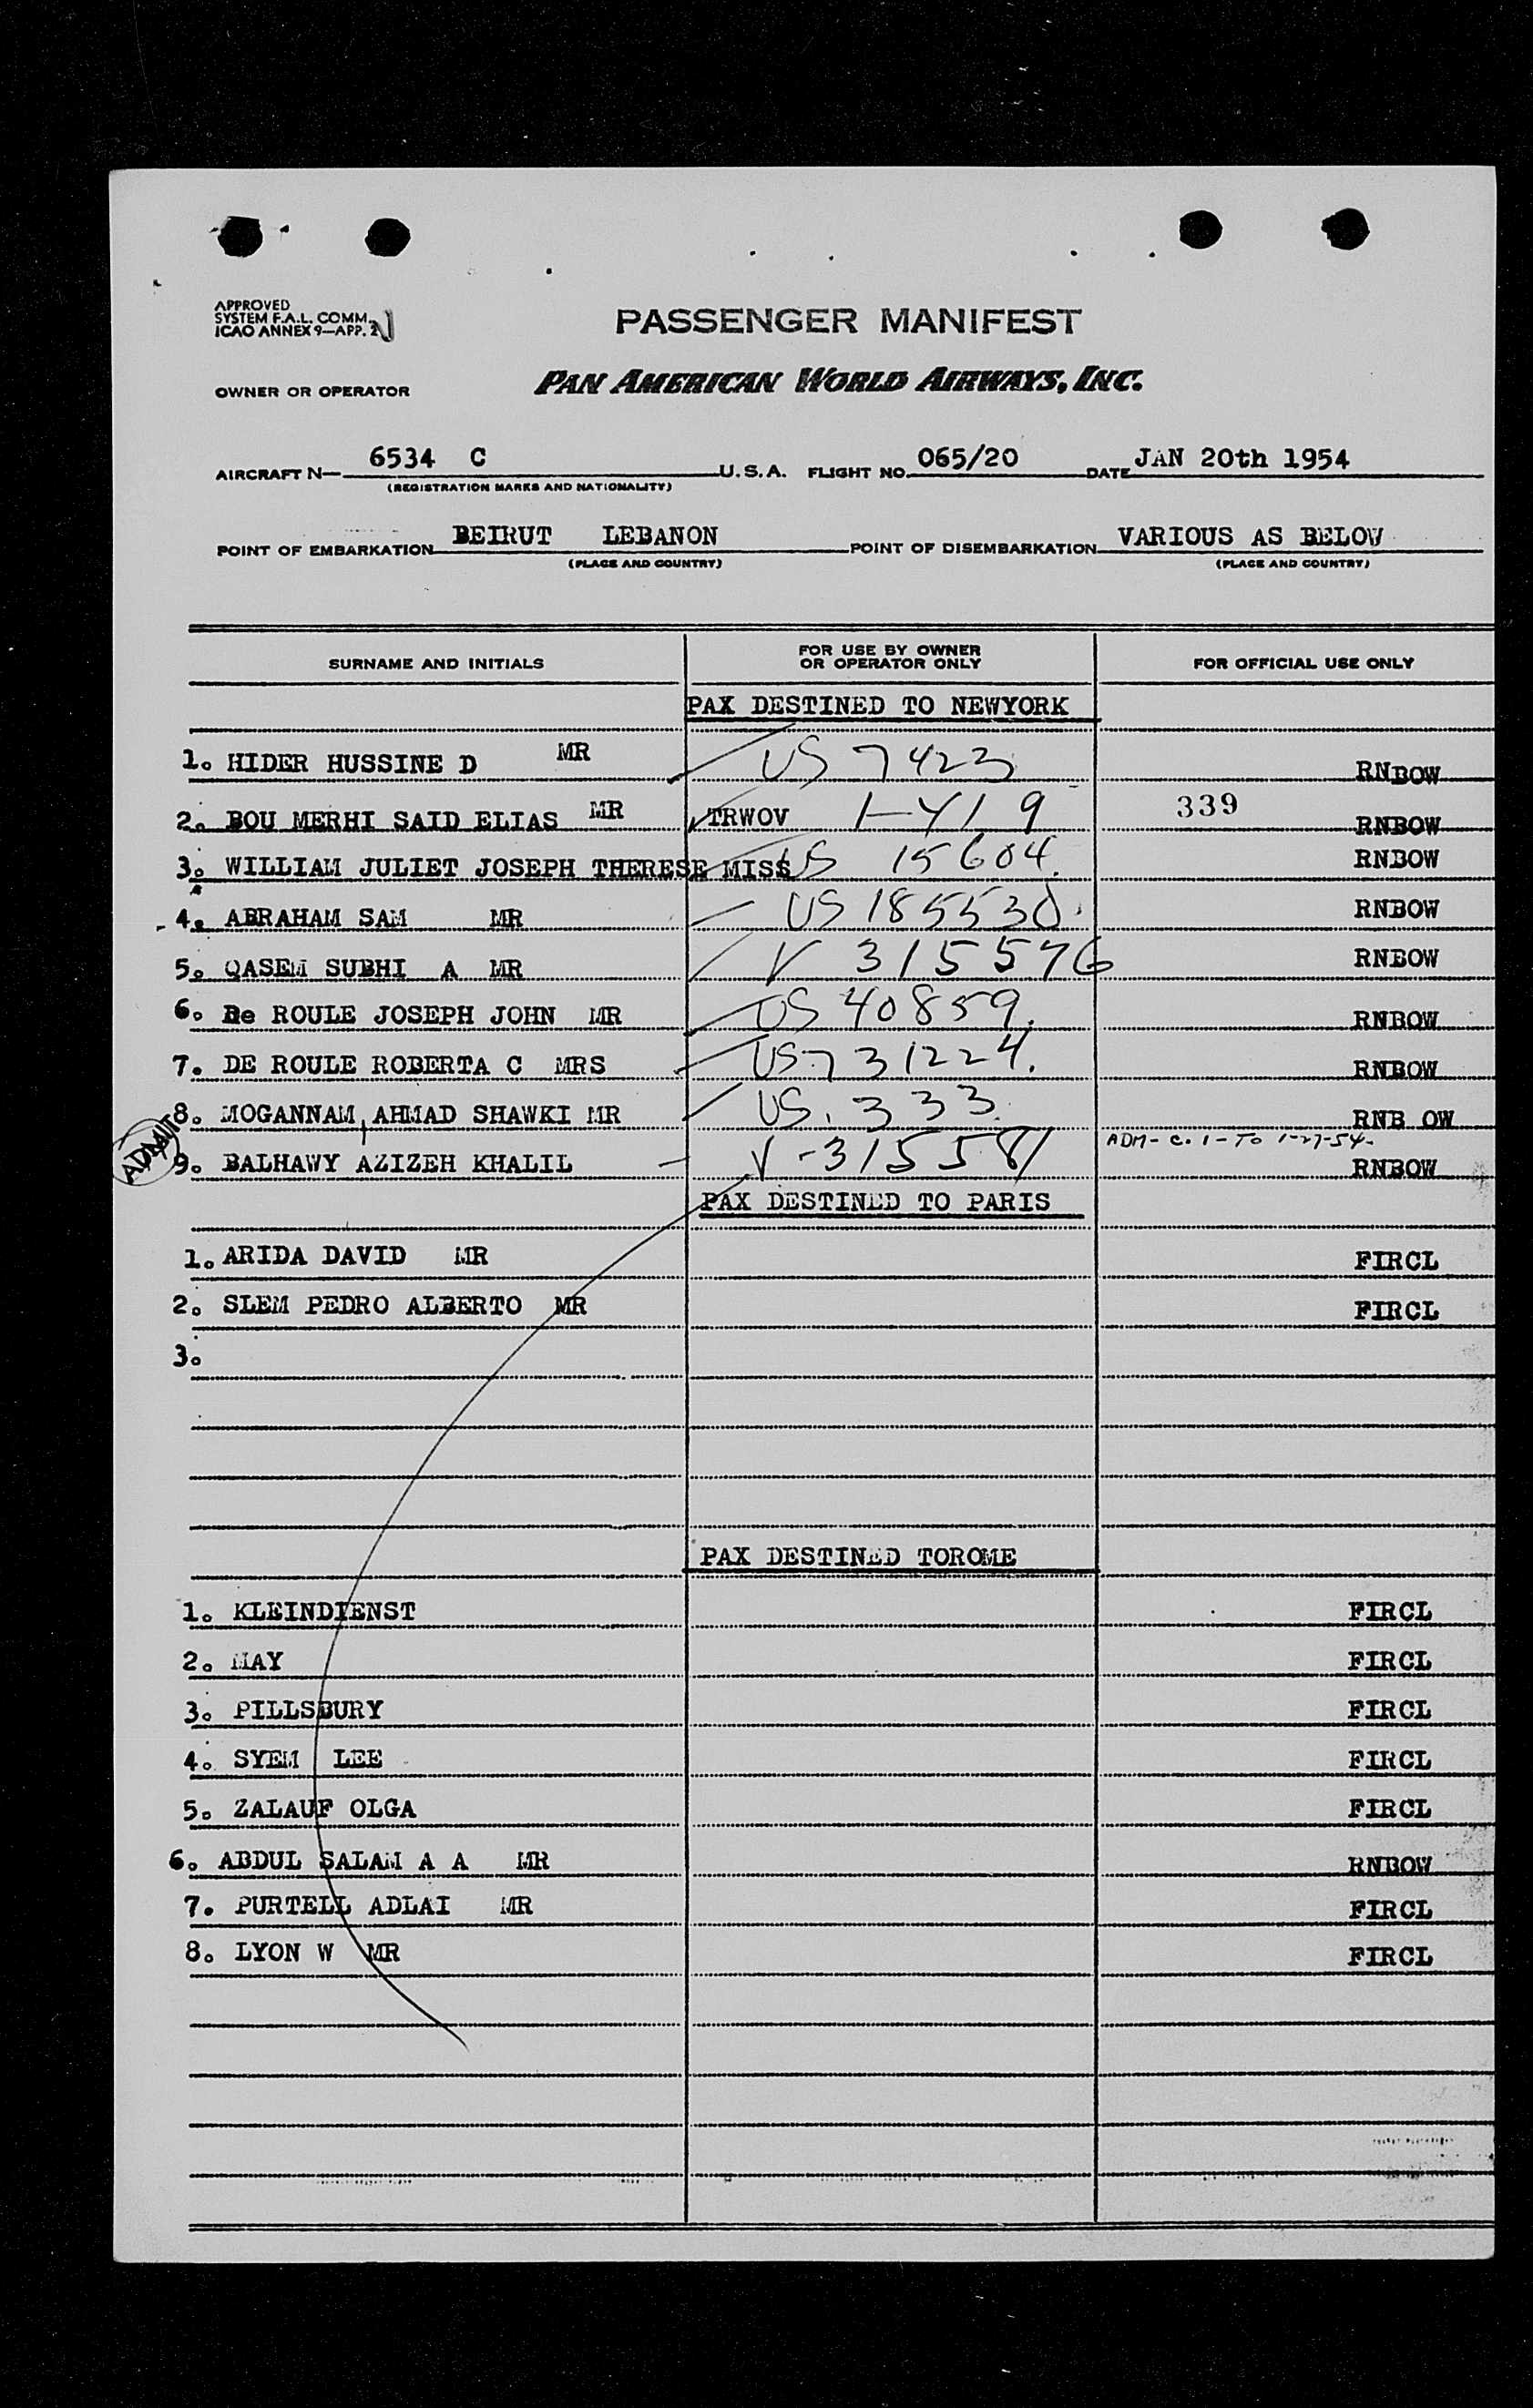 APPROVED
SYSTEM F.A.L. COMM.
ICAO ANNEX 9—APP. 2
PASSENGER MANIFEST
OWNER OR OPERATOR PAN AMERICAN WORLD AIRWAYS, INC.
AIRCRAFT N— 6534 C U.S.A. FLIGHT NO. 065/20 DATE JAN 20th 1954
(REGISTRATION MARKS AND NATIONALITY)
POINT OF EMBARKATION BEIRUT LEBANON POINT OF DISEMBARKATION VARIOUS AS BELOW
(PLACE AND COUNTRY) (PLACE AND COUNTRY)
SURNAME AND INITIALS FOR USE BY OWNER OR OPERATOR ONLY FOR OFFICIAL USE ONLY
PAX DESTINED TO NEWYORK
1. HIDER HUSSINE D MR US 7423 RNBOW
2. BOU MERHI SAID ELIAS MR TRWOV 1-419 339 RNBOW
3. WILLIAM JULIET JOSEPH THERESE MISS US 15604. RNBOW
4. ABRAHAM SAM MR US 185530. RNBOW
5. QASEM SUBHI A MR V 315576 RNBOW
6. De ROULE JOSEPH JOHN MR US 40859. RNBOW
7. DE ROULE ROBERTA C MRS US 731224. RNBOW
8. MOGANNAM, AHMAD SHAWKI MR US. 333. RNB OW
ADMIT 9. BALHAWY AZIZEH KHALIL V-315581 ADM- C. 1- TO 1-27-54- RNBOW
PAX DESTINED TO PARIS
1. ARIDA DAVID MR FIRCL
2. SLEM PEDRO ALBERTO MR FIRCL
3.
PAX DESTINED TOROME
1. KLEINDIENST FIRCL
2. MAY FIRCL
3. PILLSBURY FIRCL
4. SYEM LEE FIRCL
5. ZALAUF OLGA FIRCL
6. ABDUL SALAM A A MR RNBOW
7. PURTELL ADLAI MR FIRCL
8. LYON W MR FIRCL